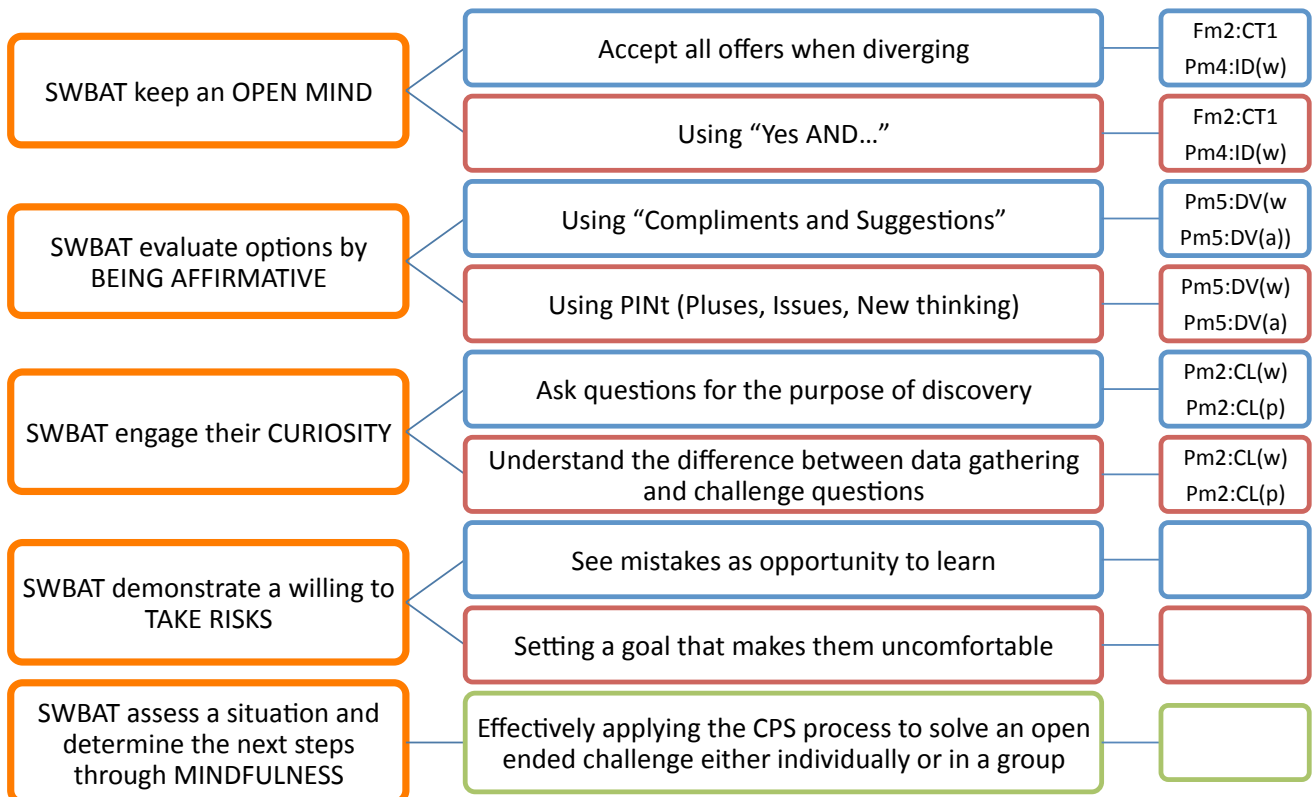 SWBAT keep an OPEN MIND
Accept all offers when diverging
Fm2:CT1
Pm4:ID(w)
Using “Yes AND…”
Fm2:CT1
Pm4:ID(w)
SWBAT evaluate options by
BEING AFFIRMATIVE
Using “Compliments and Suggestions”
Pm5:DV(w
Pm5:DV(a))
Using PINt (Pluses, Issues, New thinking)
Pm5:DV(w)
Pm5:DV(a)
SWBAT engage their CURIOSITY
Ask questions for the purpose of discovery
Pm2:CL(w)
Pm2:CL(p)
Understand the difference between data gathering
and challenge questions
Pm2:CL(w)
Pm2:CL(p)
SWBAT demonstrate a willing to
TAKE RISKS
See mistakes as opportunity to learn
Setting a goal that makes them uncomfortable
SWBAT assess a situation and
determine the next steps
through MINDFULNESS
Effectively applying the CPS process to solve an open
ended challenge either individually or in a group